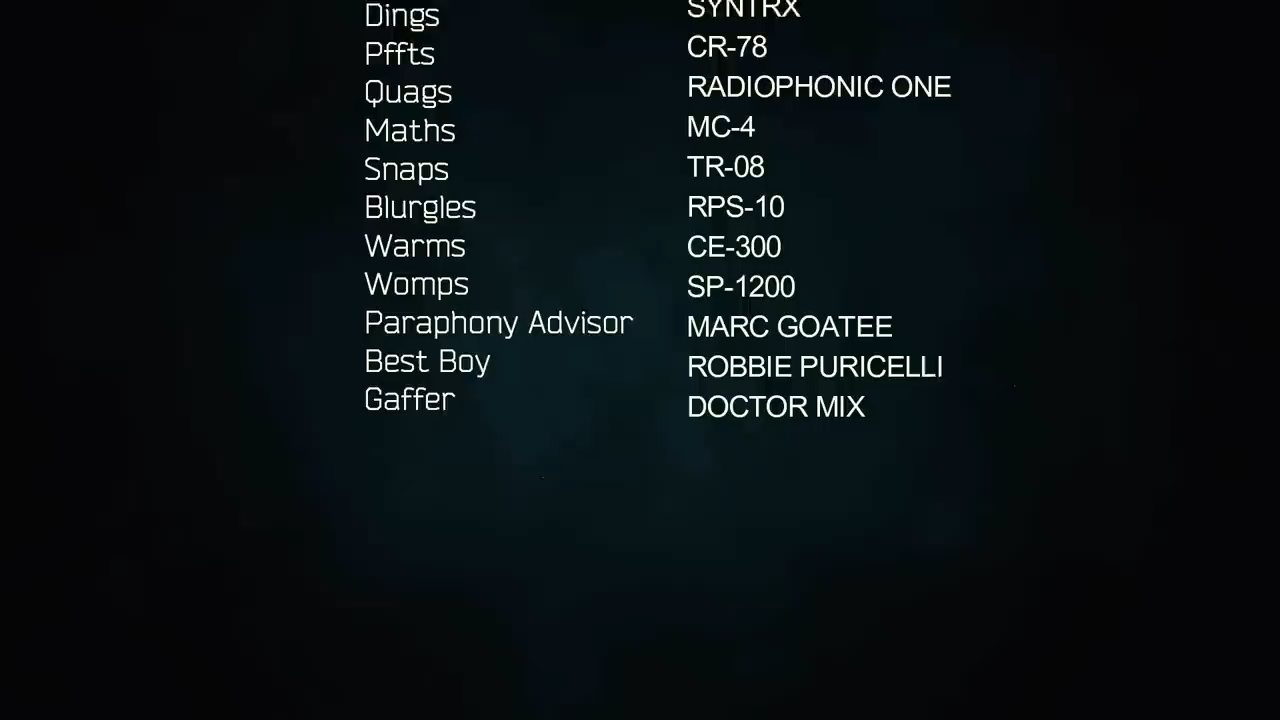 Dings SYNTRX
Pffts CR-78
Quags RADIOPHONIC ONE
Maths MC-4
Snaps TR-08
Blurgles RPS-10
Warms CE-300
Womps SP-1200
Paraphony Advisor MARC GOATEE
Best Boy ROBBIE PURICELLI
Gaffer DOCTOR MIX